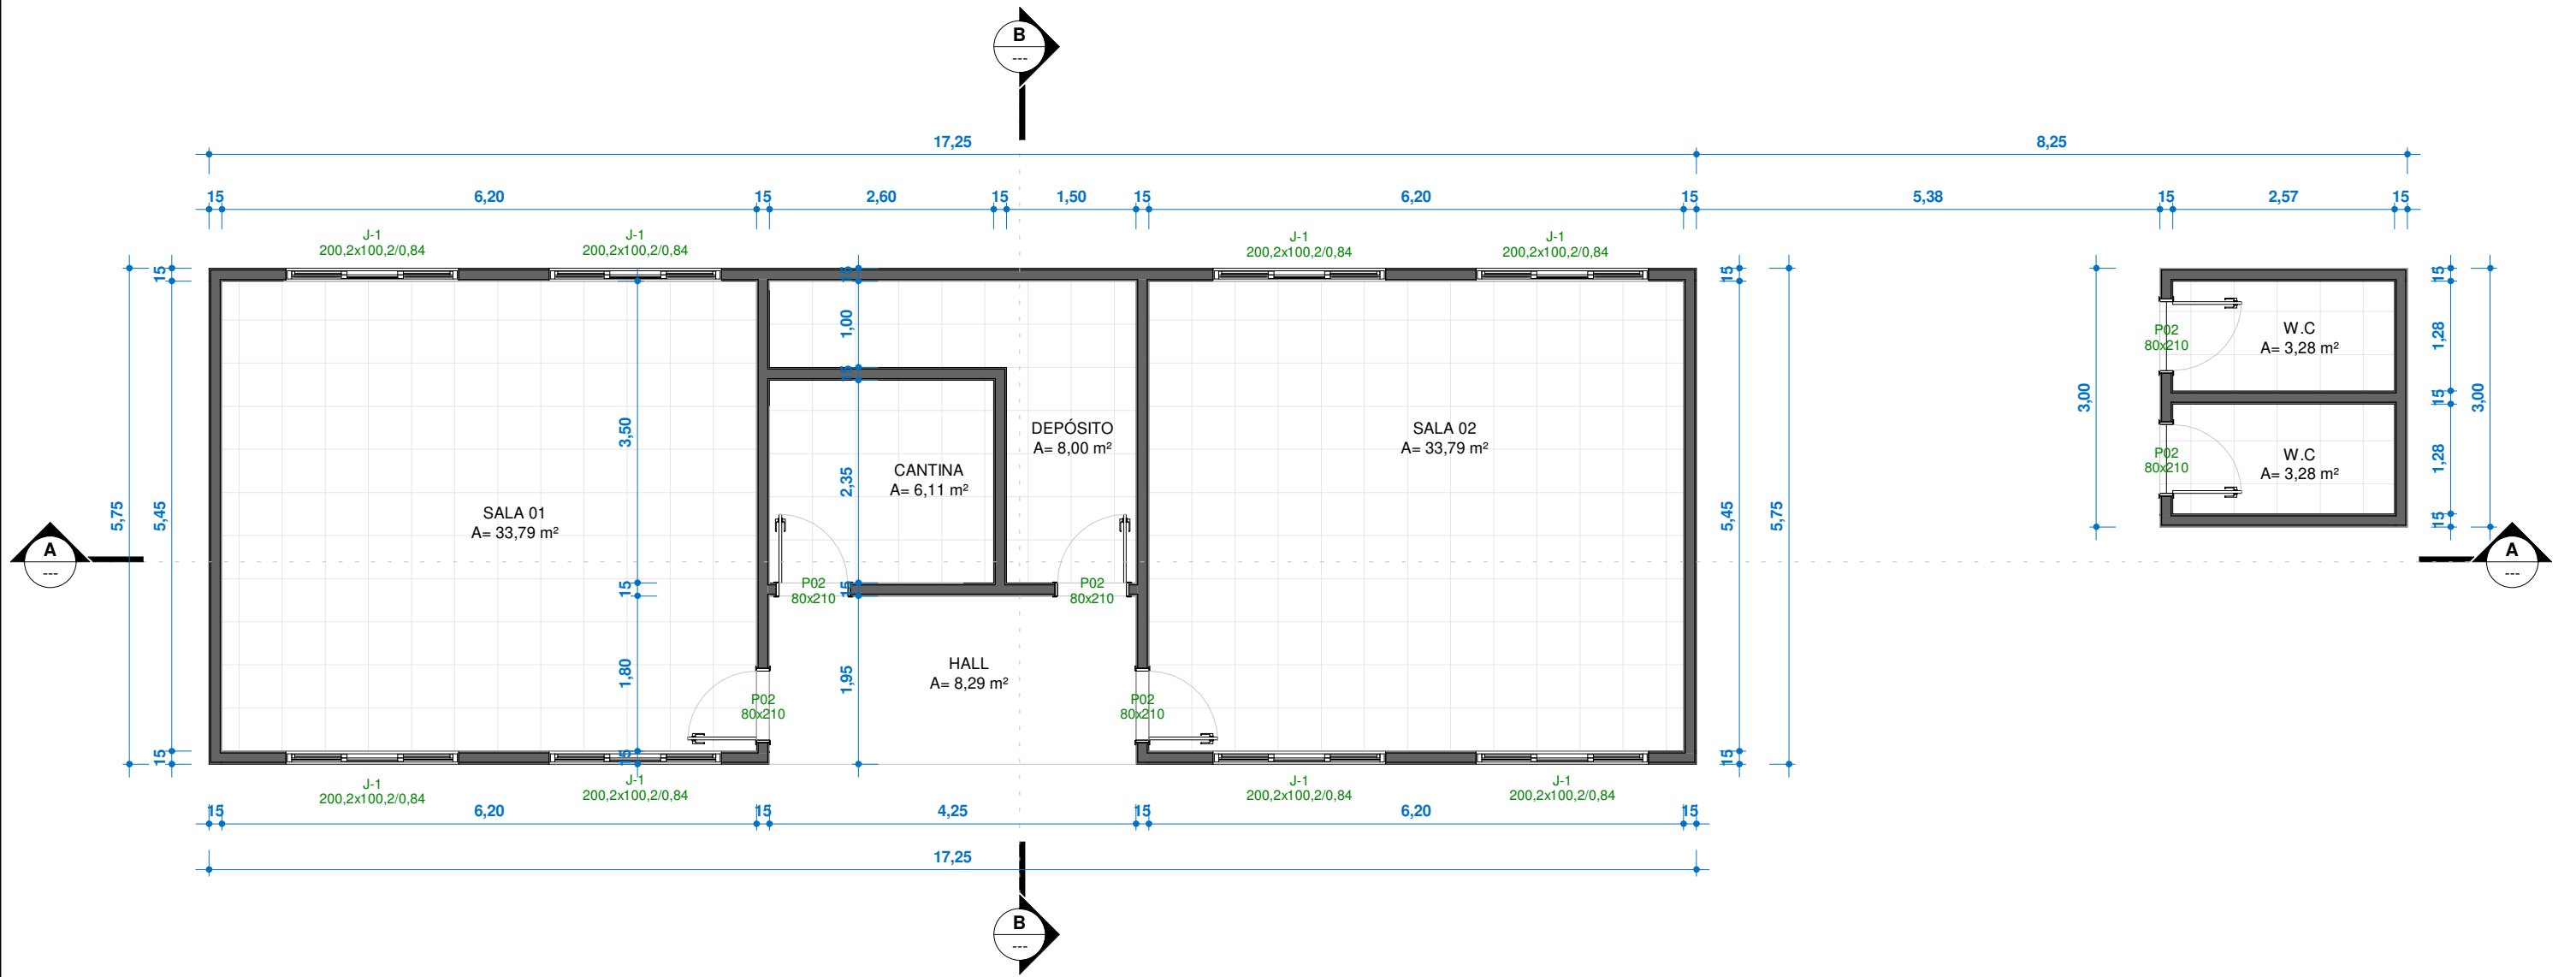 B
---
17,25
8,25
15
6,20
15
2,60
15
1,50
15
6,20
15
5,38
15
2,57
15
J-1
200,2x100,2/0,84
J-1
200,2x100,2/0,84
J-1
200,2x100,2/0,84
J-1
200,2x100,2/0,84
15
15
15
15
1,00
15
3,50
2,35
5,75
5,45
15
15
1,80
1,95
15
15
5,45
5,75
15
3,00
1,28
15
1,28
15
3,00
P02
80x210
W.C
A= 3,28 m²
P02
80x210
W.C
A= 3,28 m²
DEPÓSITO
A= 8,00 m²
SALA 02
A= 33,79 m²
CANTINA
A= 6,11 m²
SALA 01
A= 33,79 m²
A
---
A
---
P02
80x210
P02
80x210
HALL
A= 8,29 m²
P02
80x210
P02
80x210
J-1
200,2x100,2/0,84
J-1
200,2x100,2/0,84
J-1
200,2x100,2/0,84
J-1
200,2x100,2/0,84
15
6,20
15
4,25
15
6,20
15
17,25
B
---